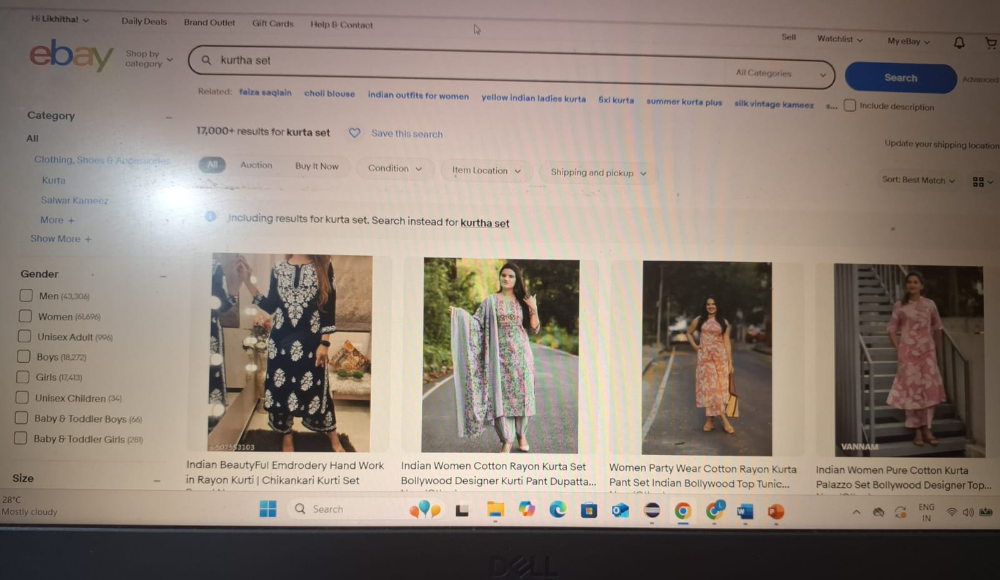 Hi Likhitha!
Daily Deals
Brand Outlet
Gift Cards
Help & Contact
Sell
Watchlist
My eBay
ebay
Shop by
category
kurtha set
All Categories
Search
Advanced
Related: faiza saqlain choli blouse indian outfits for women yellow indian ladies kurta 5xl kurta summer kurta plus silk vintage kameez s...
Include description
Category
All
Clothing, Shoes & Accessories
Kurta
Salwar Kameez
More +
Show More +
17,000+ results for kurta set
Save this search
Update your shipping location
All
Auction
Buy It Now
Condition
Item Location
Shipping and pickup
Sort: Best Match
Including results for kurta set. Search instead for kurtha set
Gender
Men (43,306)
Women (61,696)
Unisex Adult (996)
Boys (18,272)
Girls (17,413)
Unisex Children (34)
Baby & Toddler Boys (66)
Baby & Toddler Girls (281)
Size
s-507553103
VANNAM
Indian BeautyFul Emdrodery Hand Work
in Rayon Kurti | Chikankari Kurti Set
Indian Women Cotton Rayon Kurta Set
Bollywood Designer Kurti Pant Dupatta...
Women Party Wear Cotton Rayon Kurta
Pant Set Indian Bollywood Top Tunic...
Indian Women Pure Cotton Kurta
Palazzo Set Bollywood Designer Top...
28°C
Mostly cloudy
Search
L
W
P
ENG
IN
DELL